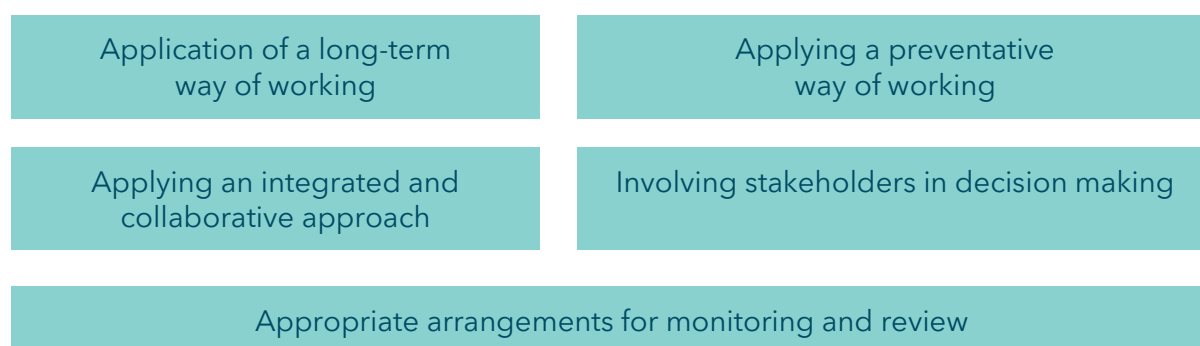 Application of a long-term
way of working
Applying a preventative
way of working
Applying an integrated and
collaborative approach
Involving stakeholders in decision making
Appropriate arrangements for monitoring and review